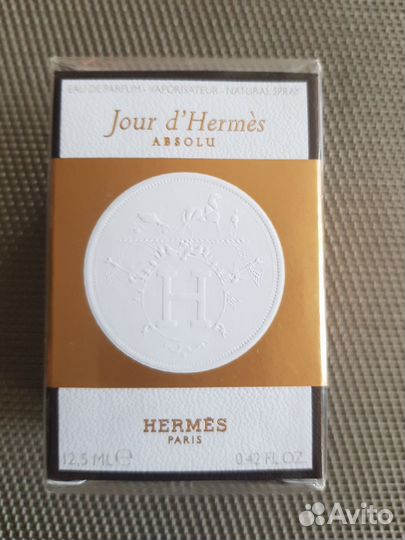 EAU DE PARFUM - VAPORISATEUR - NATURAL SPRAY
Jour d'Hermès
ABSOLU
H
HERMÈS
PARIS
12.5 ML ℮ 0.42 FL.OZ.
Avito